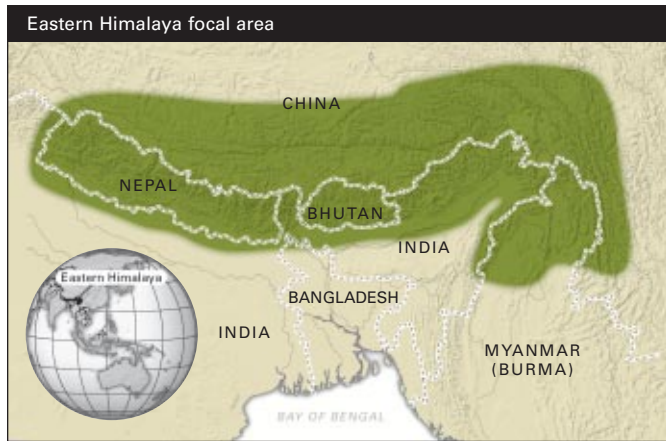 Eastern Himalaya focal area
CHINA
NEPAL
BHUTAN
INDIA
Eastern Himalaya
BANGLADESH
INDIA
MYANMAR
(BURMA)
BAY OF BENGAL